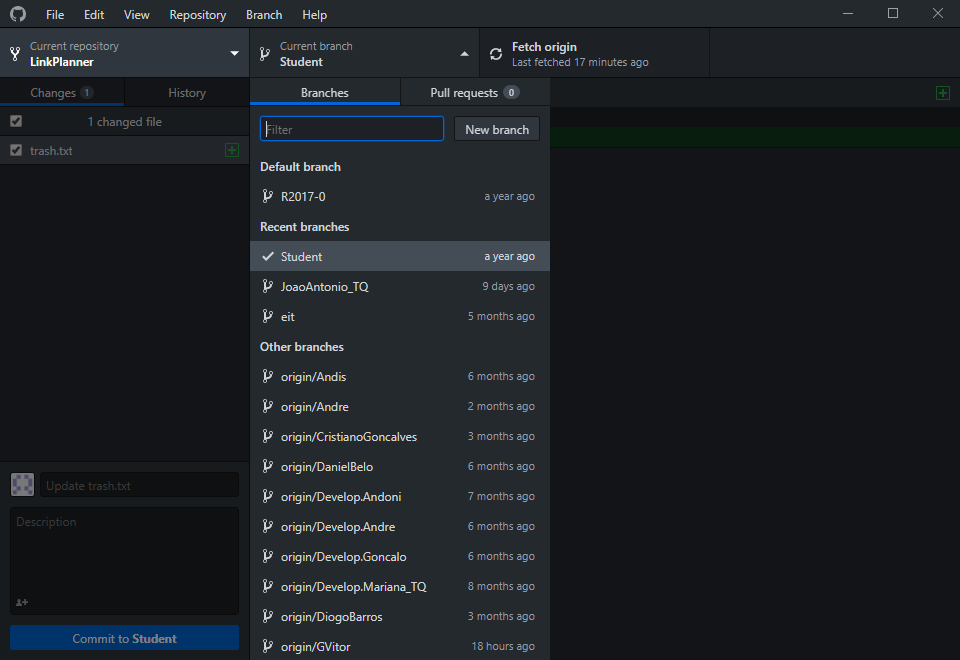 File Edit View Repository Branch Help
Current repository
LinkPlanner
Current branch
Student
Fetch origin
Last fetched 17 minutes ago
Changes 1
History
Branches
Pull requests 0
1 changed file
trash.txt
Filter
New branch
Default branch
R2017-0 a year ago
Recent branches
Student a year ago
JoaoAntonio_TQ 9 days ago
eit 5 months ago
Other branches
origin/Andis 6 months ago
origin/Andre 2 months ago
origin/CristianoGoncalves 3 months ago
origin/DanielBelo 6 months ago
origin/Develop.Andoni 7 months ago
origin/Develop.Andre 6 months ago
origin/Develop.Goncalo 6 months ago
origin/Develop.Mariana_TQ 8 months ago
origin/DiogoBarros 3 months ago
origin/GVitor 18 hours ago
Update trash.txt
Description
Commit to Student